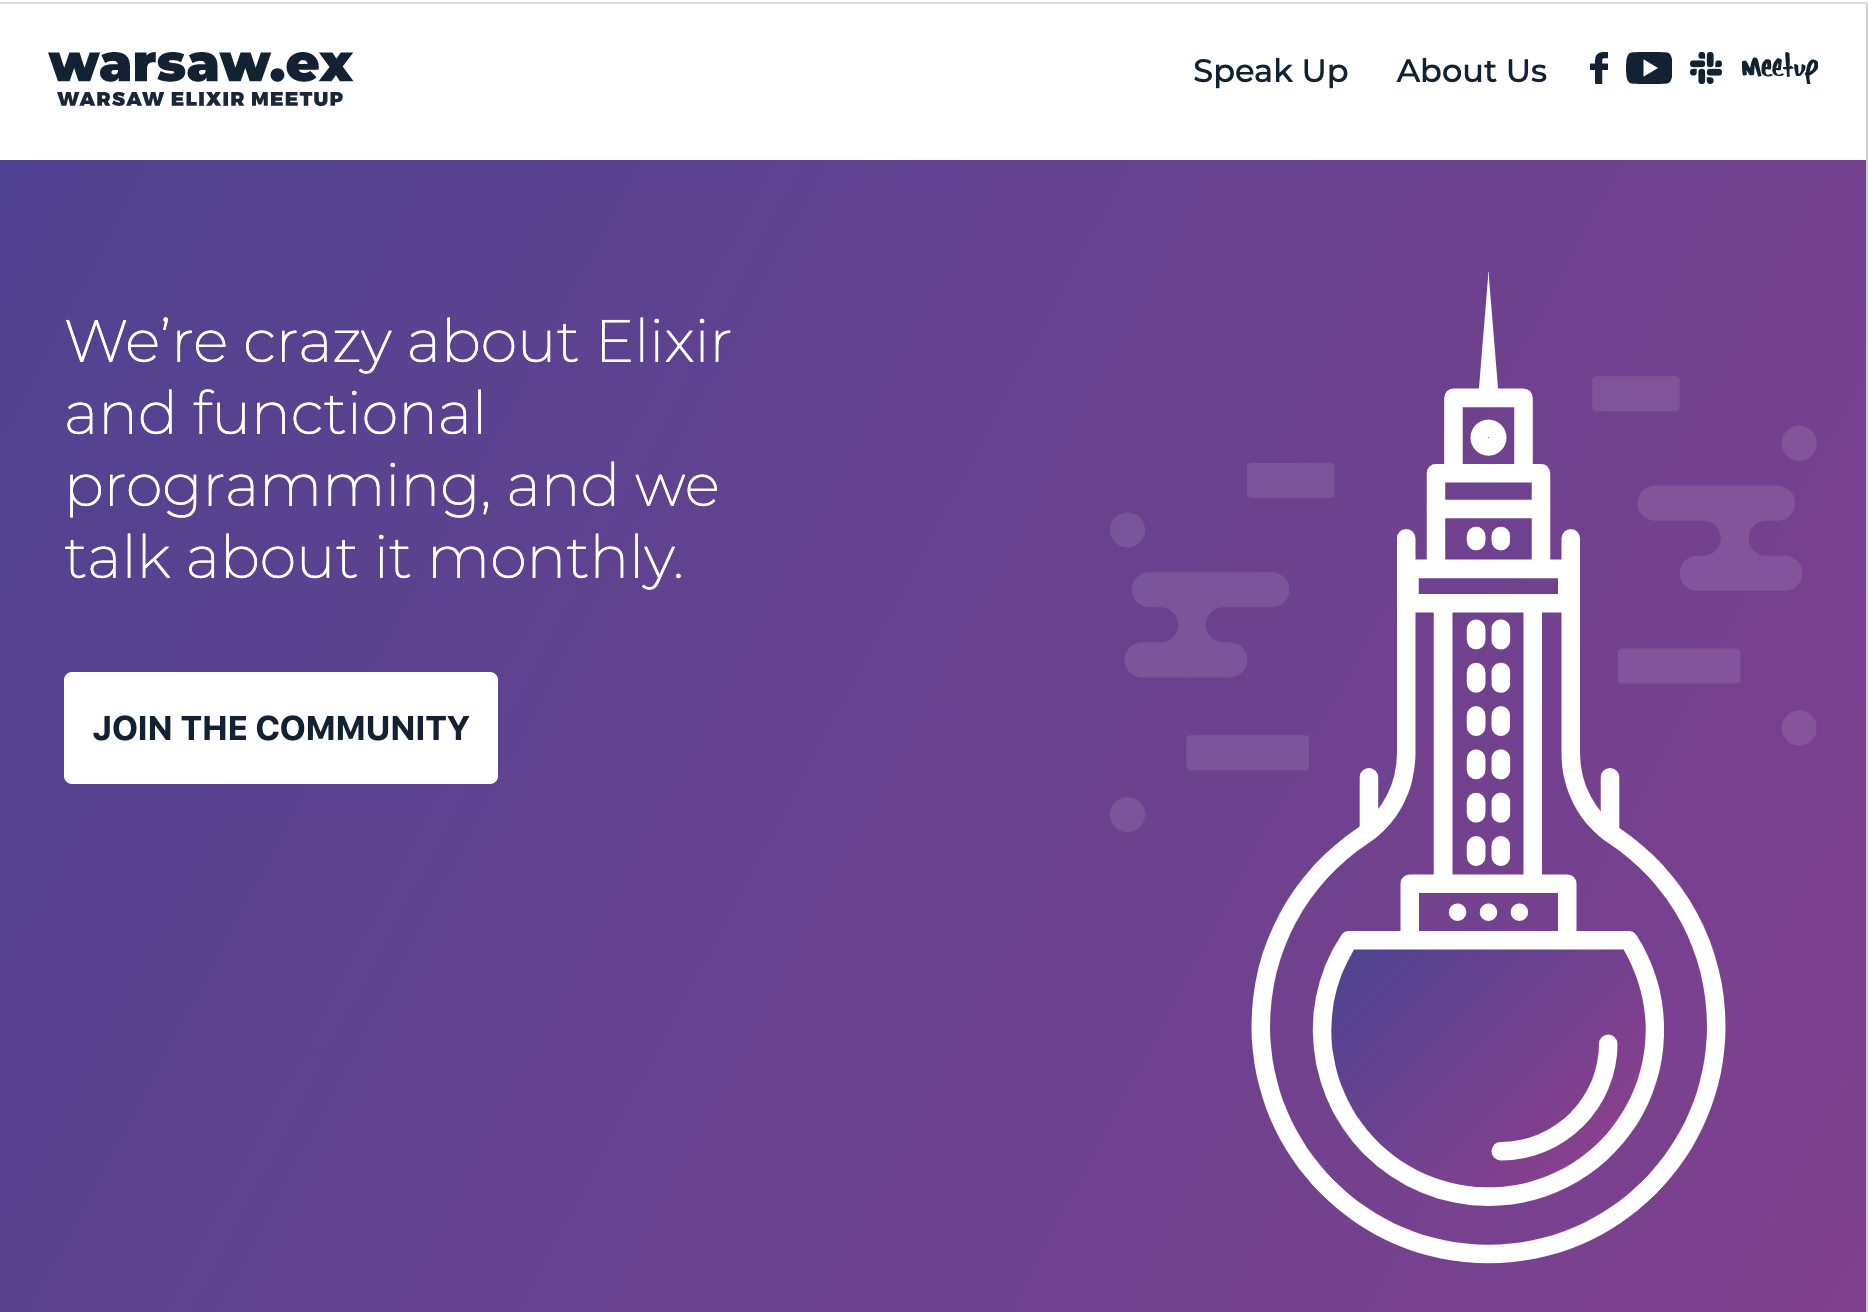 warsaw.ex
WARSAW ELIXIR MEETUP
Speak Up About Us Meetup
We’re crazy about Elixir
and functional
programming, and we
talk about it monthly.
JOIN THE COMMUNITY